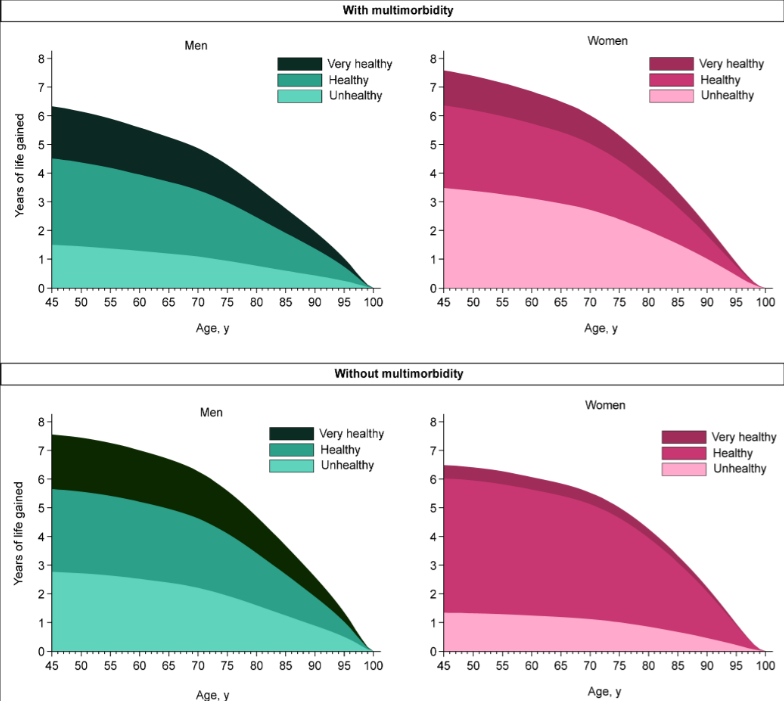 With multimorbidity
Men
Very healthy
Healthy
Unhealthy
Years of life gained
8
7
6
5
4
3
2
1
0
45 50 55 60 65 70 75 80 85 90 95 100
Age, y
Women
Very healthy
Healthy
Unhealthy
8
7
6
5
4
3
2
1
0
45 50 55 60 65 70 75 80 85 90 95 100
Age, y
Without multimorbidity
Men
Very healthy
Healthy
Unhealthy
Years of life gained
8
7
6
5
4
3
2
1
0
45 50 55 60 65 70 75 80 85 90 95 100
Age, y
Women
Very healthy
Healthy
Unhealthy
8
7
6
5
4
3
2
1
0
45 50 55 60 65 70 75 80 85 90 95 100
Age, y